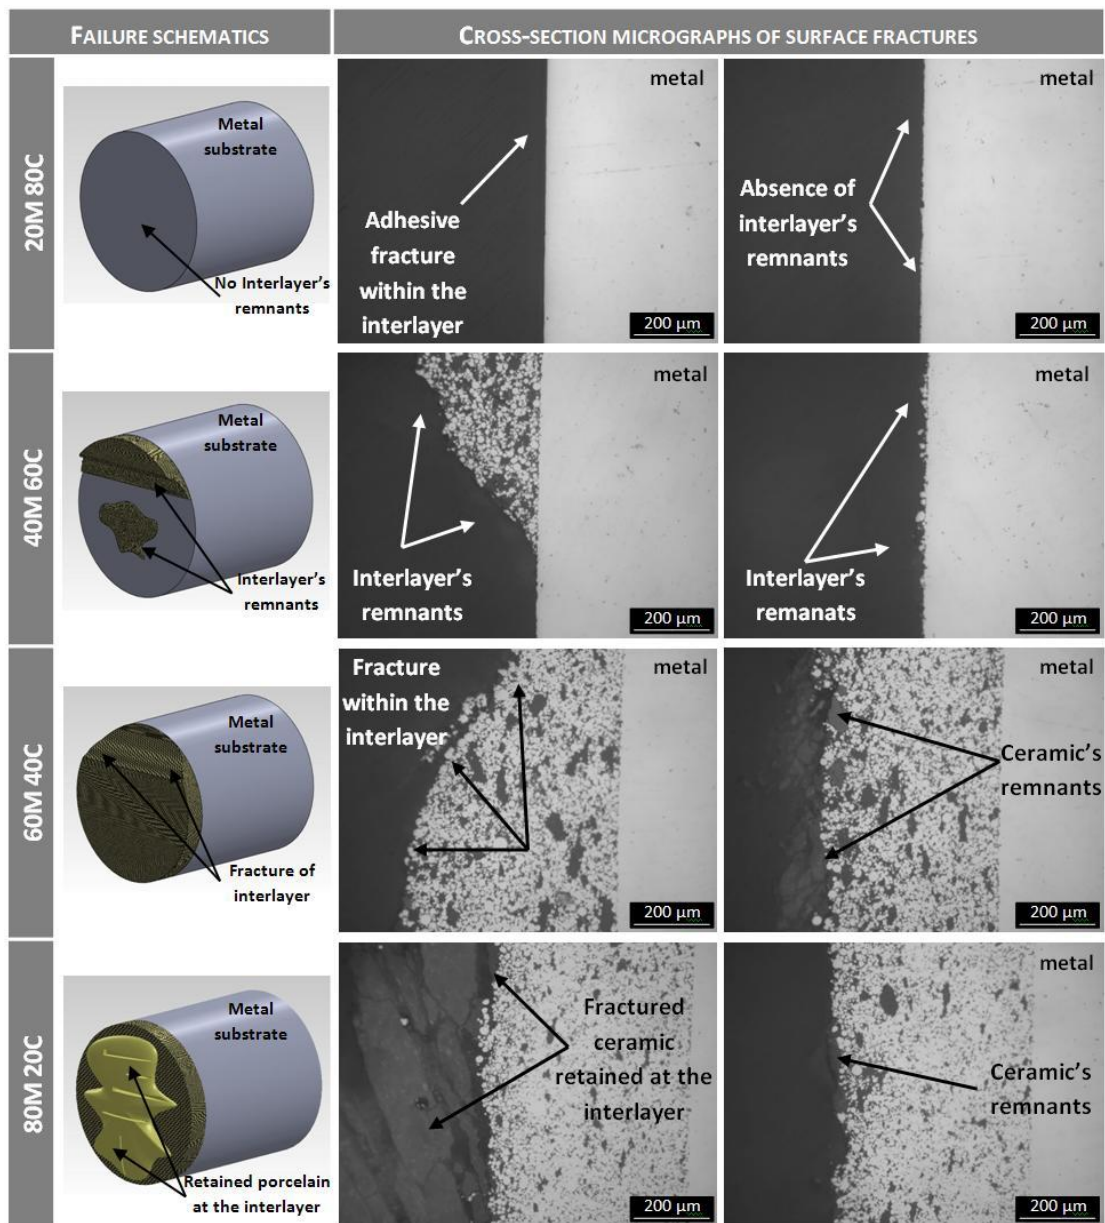 FAILURE SCHEMATICS
CROSS-SECTION MICROGRAPHS OF SURFACE FRACTURES
20M 80C
Metal
substrate
No Interlayer's
remnants
metal
Adhesive
fracture
within the
interlayer
200 µm
metal
Absence of
interlayer's
remnants
200 µm
40M 60C
Metal
substrate
Interlayer's
remnants
metal
Interlayer's
remnants
200 µm
metal
Interlayer's
remanats
200 µm
60M 40C
Metal
substrate
Fracture of
interlayer
Fracture
within the
interlayer
metal
200 µm
metal
Ceramic's
remnants
200 µm
80M 20C
Metal
substrate
Retained porcelain
at the interlayer
Fractured
ceramic
retained at the
interlayer
200 µm
metal
Ceramic's
remnants
200 µm